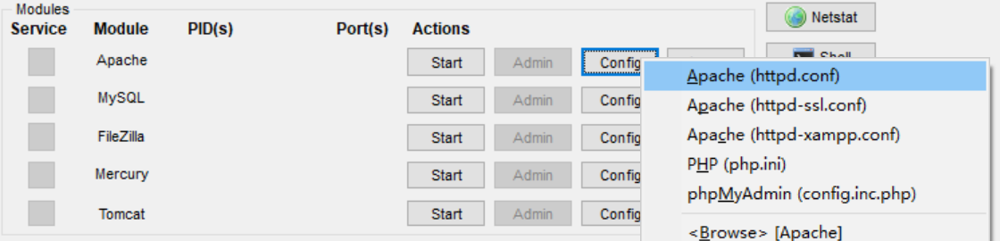 Modules
Service Module PID(s) Port(s) Actions
Netstat
Apache Start Admin Config
Shell
Apache (httpd.conf)
MySQL Start Admin Config
Apache (httpd-ssl.conf)
FileZilla Start Admin Config
Apache (httpd-xampp.conf)
PHP (php.ini)
Mercury Start Admin Config
phpMyAdmin (config.inc.php)
Tomcat Start Admin Config
<Browse> [Apache]